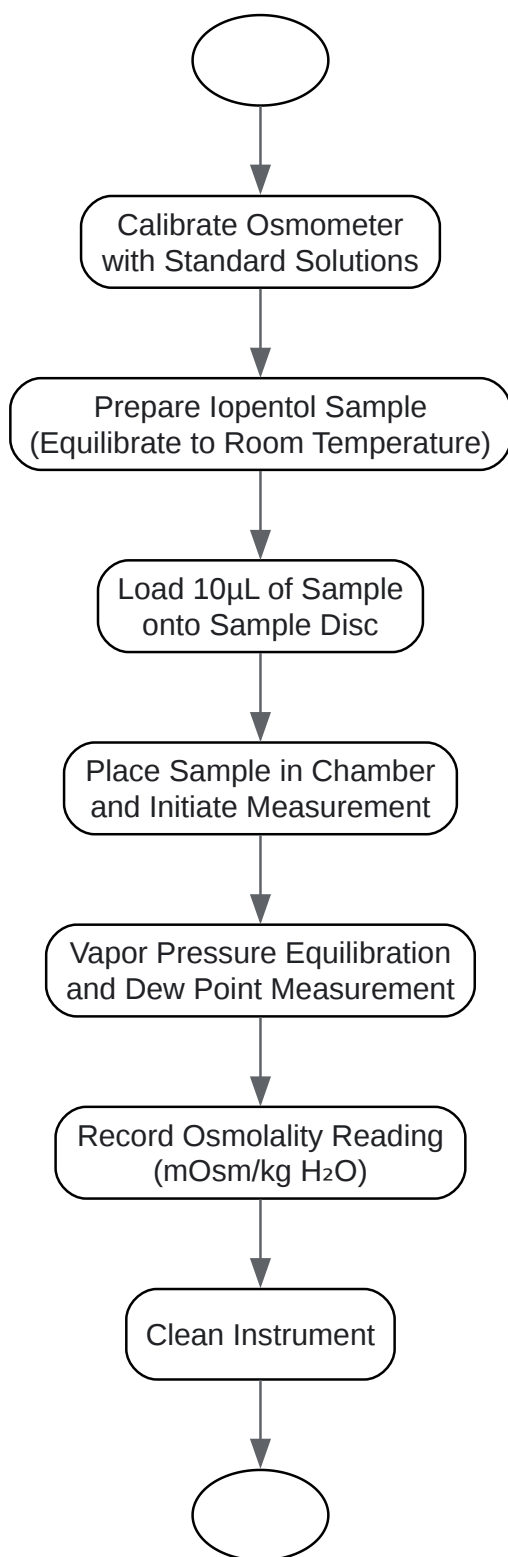 Calibrate Osmometer
with Standard Solutions
Prepare Iopentol Sample
(Equilibrate to Room Temperature)
Load 10µL of Sample
onto Sample Disc
Place Sample in Chamber
and Initiate Measurement
Vapor Pressure Equilibration
and Dew Point Measurement
Record Osmolality Reading
(mOsm/kg H₂O)
Clean Instrument